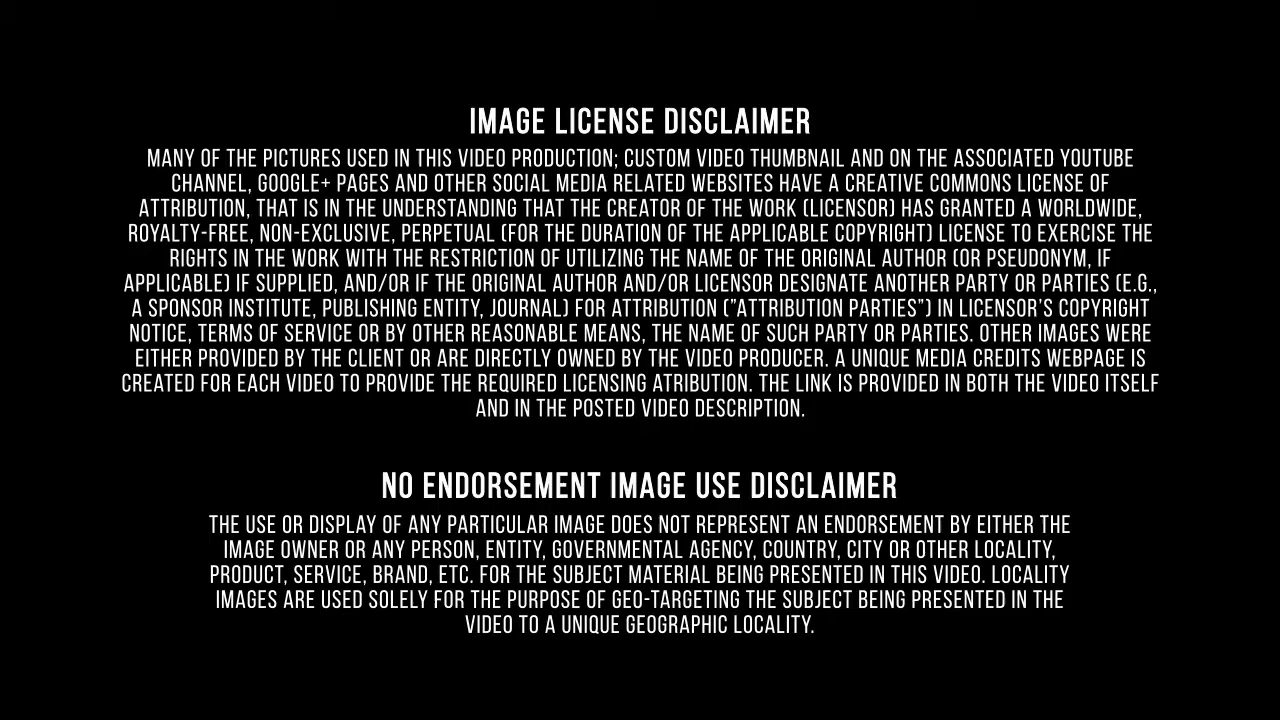 IMAGE LICENSE DISCLAIMER
MANY OF THE PICTURES USED IN THIS VIDEO PRODUCTION; CUSTOM VIDEO THUMBNAIL AND ON THE ASSOCIATED YOUTUBE
CHANNEL, GOOGLE+ PAGES AND OTHER SOCIAL MEDIA RELATED WEBSITES HAVE A CREATIVE COMMONS LICENSE OF
ATTRIBUTION, THAT IS IN THE UNDERSTANDING THAT THE CREATOR OF THE WORK (LICENSOR) HAS GRANTED A WORLDWIDE,
ROYALTY-FREE, NON-EXCLUSIVE, PERPETUAL (FOR THE DURATION OF THE APPLICABLE COPYRIGHT) LICENSE TO EXERCISE THE
RIGHTS IN THE WORK WITH THE RESTRICTION OF UTILIZING THE NAME OF THE ORIGINAL AUTHOR (OR PSEUDONYM, IF
APPLICABLE) IF SUPPLIED, AND/OR IF THE ORIGINAL AUTHOR AND/OR LICENSOR DESIGNATE ANOTHER PARTY OR PARTIES (E.G.,
A SPONSOR INSTITUTE, PUBLISHING ENTITY, JOURNAL) FOR ATTRIBUTION ("ATTRIBUTION PARTIES") IN LICENSOR'S COPYRIGHT
NOTICE, TERMS OF SERVICE OR BY OTHER REASONABLE MEANS, THE NAME OF SUCH PARTY OR PARTIES. OTHER IMAGES WERE
EITHER PROVIDED BY THE CLIENT OR ARE DIRECTLY OWNED BY THE VIDEO PRODUCER. A UNIQUE MEDIA CREDITS WEBPAGE IS
CREATED FOR EACH VIDEO TO PROVIDE THE REQUIRED LICENSING ATRIBUTION. THE LINK IS PROVIDED IN BOTH THE VIDEO ITSELF
AND IN THE POSTED VIDEO DESCRIPTION.
NO ENDORSEMENT IMAGE USE DISCLAIMER
THE USE OR DISPLAY OF ANY PARTICULAR IMAGE DOES NOT REPRESENT AN ENDORSEMENT BY EITHER THE
IMAGE OWNER OR ANY PERSON, ENTITY, GOVERNMENTAL AGENCY, COUNTRY, CITY OR OTHER LOCALITY,
PRODUCT, SERVICE, BRAND, ETC. FOR THE SUBJECT MATERIAL BEING PRESENTED IN THIS VIDEO. LOCALITY
IMAGES ARE USED SOLELY FOR THE PURPOSE OF GEO-TARGETING THE SUBJECT BEING PRESENTED IN THE
VIDEO TO A UNIQUE GEOGRAPHIC LOCALITY.